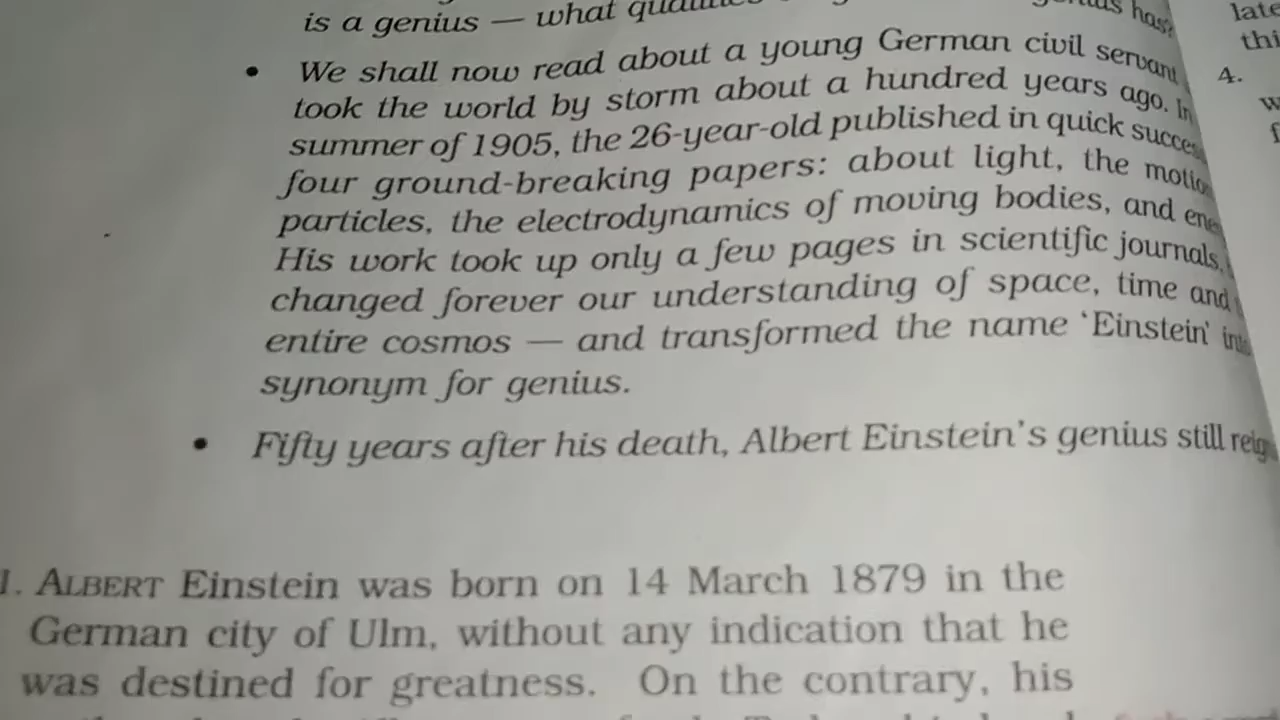 is a genius — what
• We shall now read about a young German civil servant
took the world by storm about a hundred years ago. In
summer of 1905, the 26-year-old published in quick
four ground-breaking papers: about light, the
particles, the electrodynamics of moving bodies, and
His work took up only a few pages in scientific journals,
changed forever our understanding of space, time and
entire cosmos — and transformed the name ‘Einstein’
synonym for genius.
• Fifty years after his death, Albert Einstein's genius still
1. ALBERT Einstein was born on 14 March 1879 in the
German city of Ulm, without any indication that he
was destined for greatness. On the contrary, his
4.